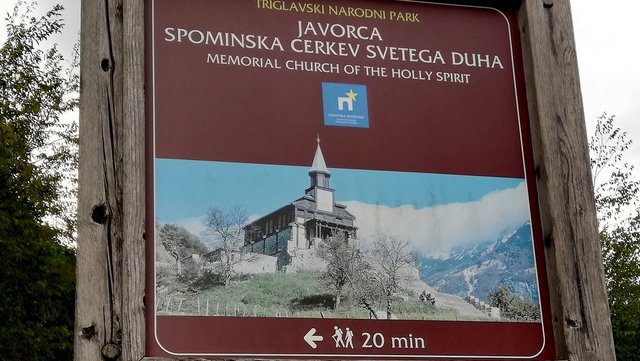 TRIGLAVSKI NARODNI PARK
JAVORCA
SPOMINSKA CERKEV SVETEGA DUHA
MEMORIAL CHURCH OF THE HOLLY SPIRIT
20 min